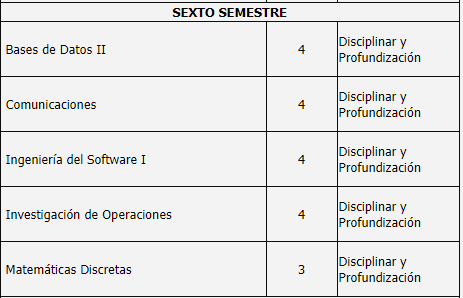 SEXTO SEMESTRE
Bases de Datos II 4 Disciplinar y
Profundización
Comunicaciones 4 Disciplinar y
Profundización
Ingeniería del Software I 4 Disciplinar y
Profundización
Investigación de Operaciones 4 Disciplinar y
Profundización
Matemáticas Discretas 3 Disciplinar y
Profundización